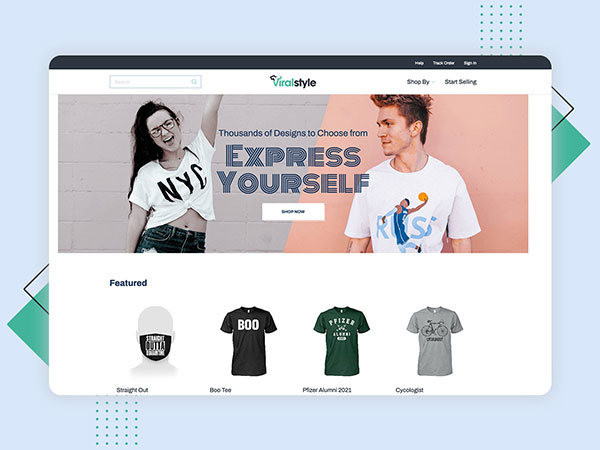 Help Track Order Sign In
Search
Viralstyle
Shop By Start Selling
Thousands of Designs to Choose from
EXPRESS
YOURSELF
SHOP NOW
NYC
Featured
STRAIGHT
OUTTA
QUARANTINE
BOO
PFIZER
ALUMNI
CYCOLOGIST
Straight Out
Boo Tee
Pfizer Alumni 2021
Cycologist